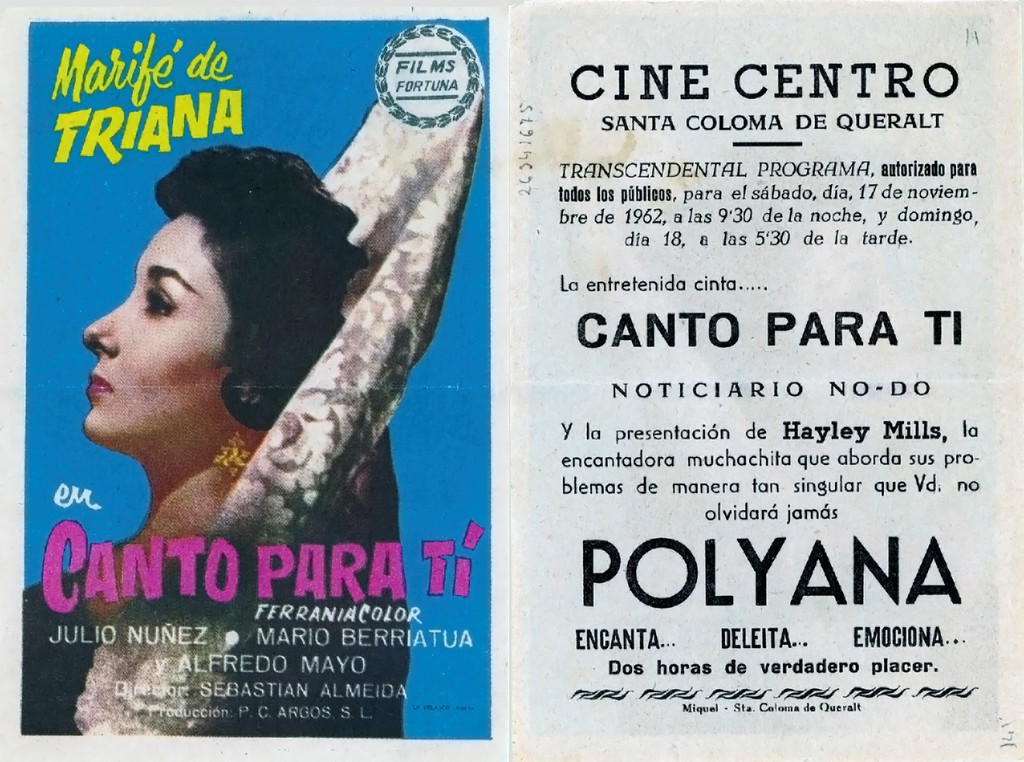 Marifé de
TRIANA
FILMS
FORTUNA
en
CANTO PARA TÍ
FERRANIACOLOR
JULIO NUÑEZ • MARIO BERRIATUA
y ALFREDO MAYO
Director: SEBASTIAN ALMEIDA
Producción: P. C. ARGOS, S. L.
CINE CENTRO
SANTA COLOMA DE QUERALT
TRANSCENDENTAL PROGRAMA, autorizado para
todos los públicos, para el sábado, día, 17 de noviem-
bre de 1962, a las 9'30 de la noche, y domingo,
día 18, a las 5'30 de la tarde.
La entretenida cinta.....
CANTO PARA TI
NOTICIARIO NO-DO
Y la presentación de Hayley Mills, la
encantadora muchachita que aborda sus pro-
blemas de manera tan singular que Vd. no
olvidará jamás
POLYANA
ENCANTA... DELEITA... EMOCIONA...
Dos horas de verdadero placer.
Miquel - Sta. Coloma de Queralt